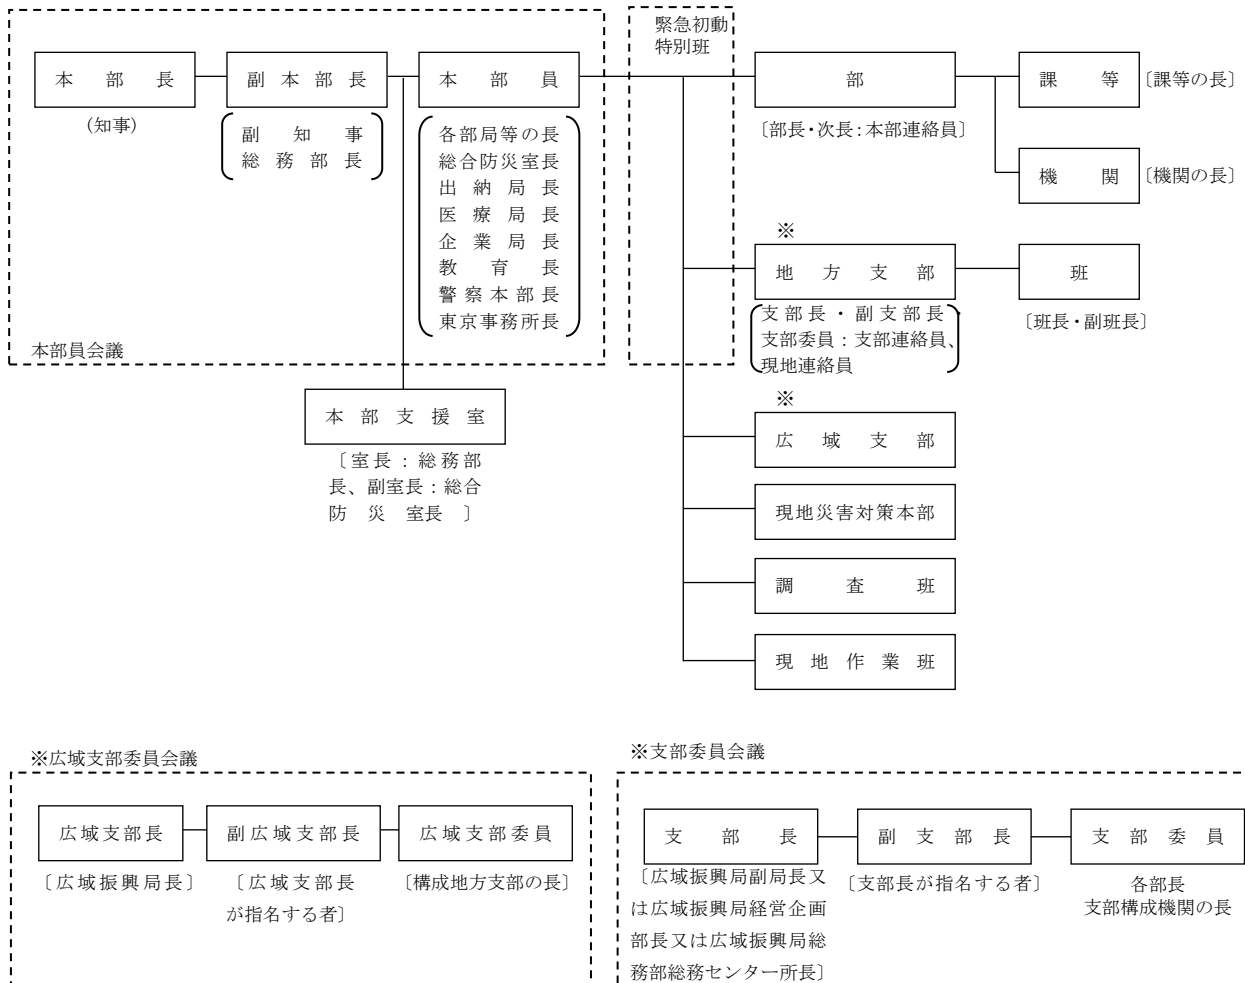 緊急初動
特別班
本部長
副本部長
本部員
部
課等
〔課等の長〕
(知事)
副知事
総務部長
各部局等の長
総合防災室長
出納局長
医療局長
企業局長
教育長
警察本部長
東京事務所長
〔部長・次長:本部連絡員〕
機関
〔機関の長〕
※
地方支部
班
支部長・副支部長・
支部委員:支部連絡員、
現地連絡員
〔班長・副班長〕
本部員会議
本部支援室
〔室長:総務部
長、副室長:総合
防災室長〕
※
広域支部
現地災害対策本部
調査班
現地作業班
※広域支部委員会議
広域支部長
副広域支部長
広域支部委員
〔広域振興局長〕
〔広域支部長
が指名する者〕
〔構成地方支部の長〕
※支部委員会議
支部長
副支部長
支部委員
〔広域振興局副局長又
は広域振興局経営企画
部長又は広域振興局総
務部総務センター所長〕
〔支部長が指名する者〕
各部長
支部構成機関の長